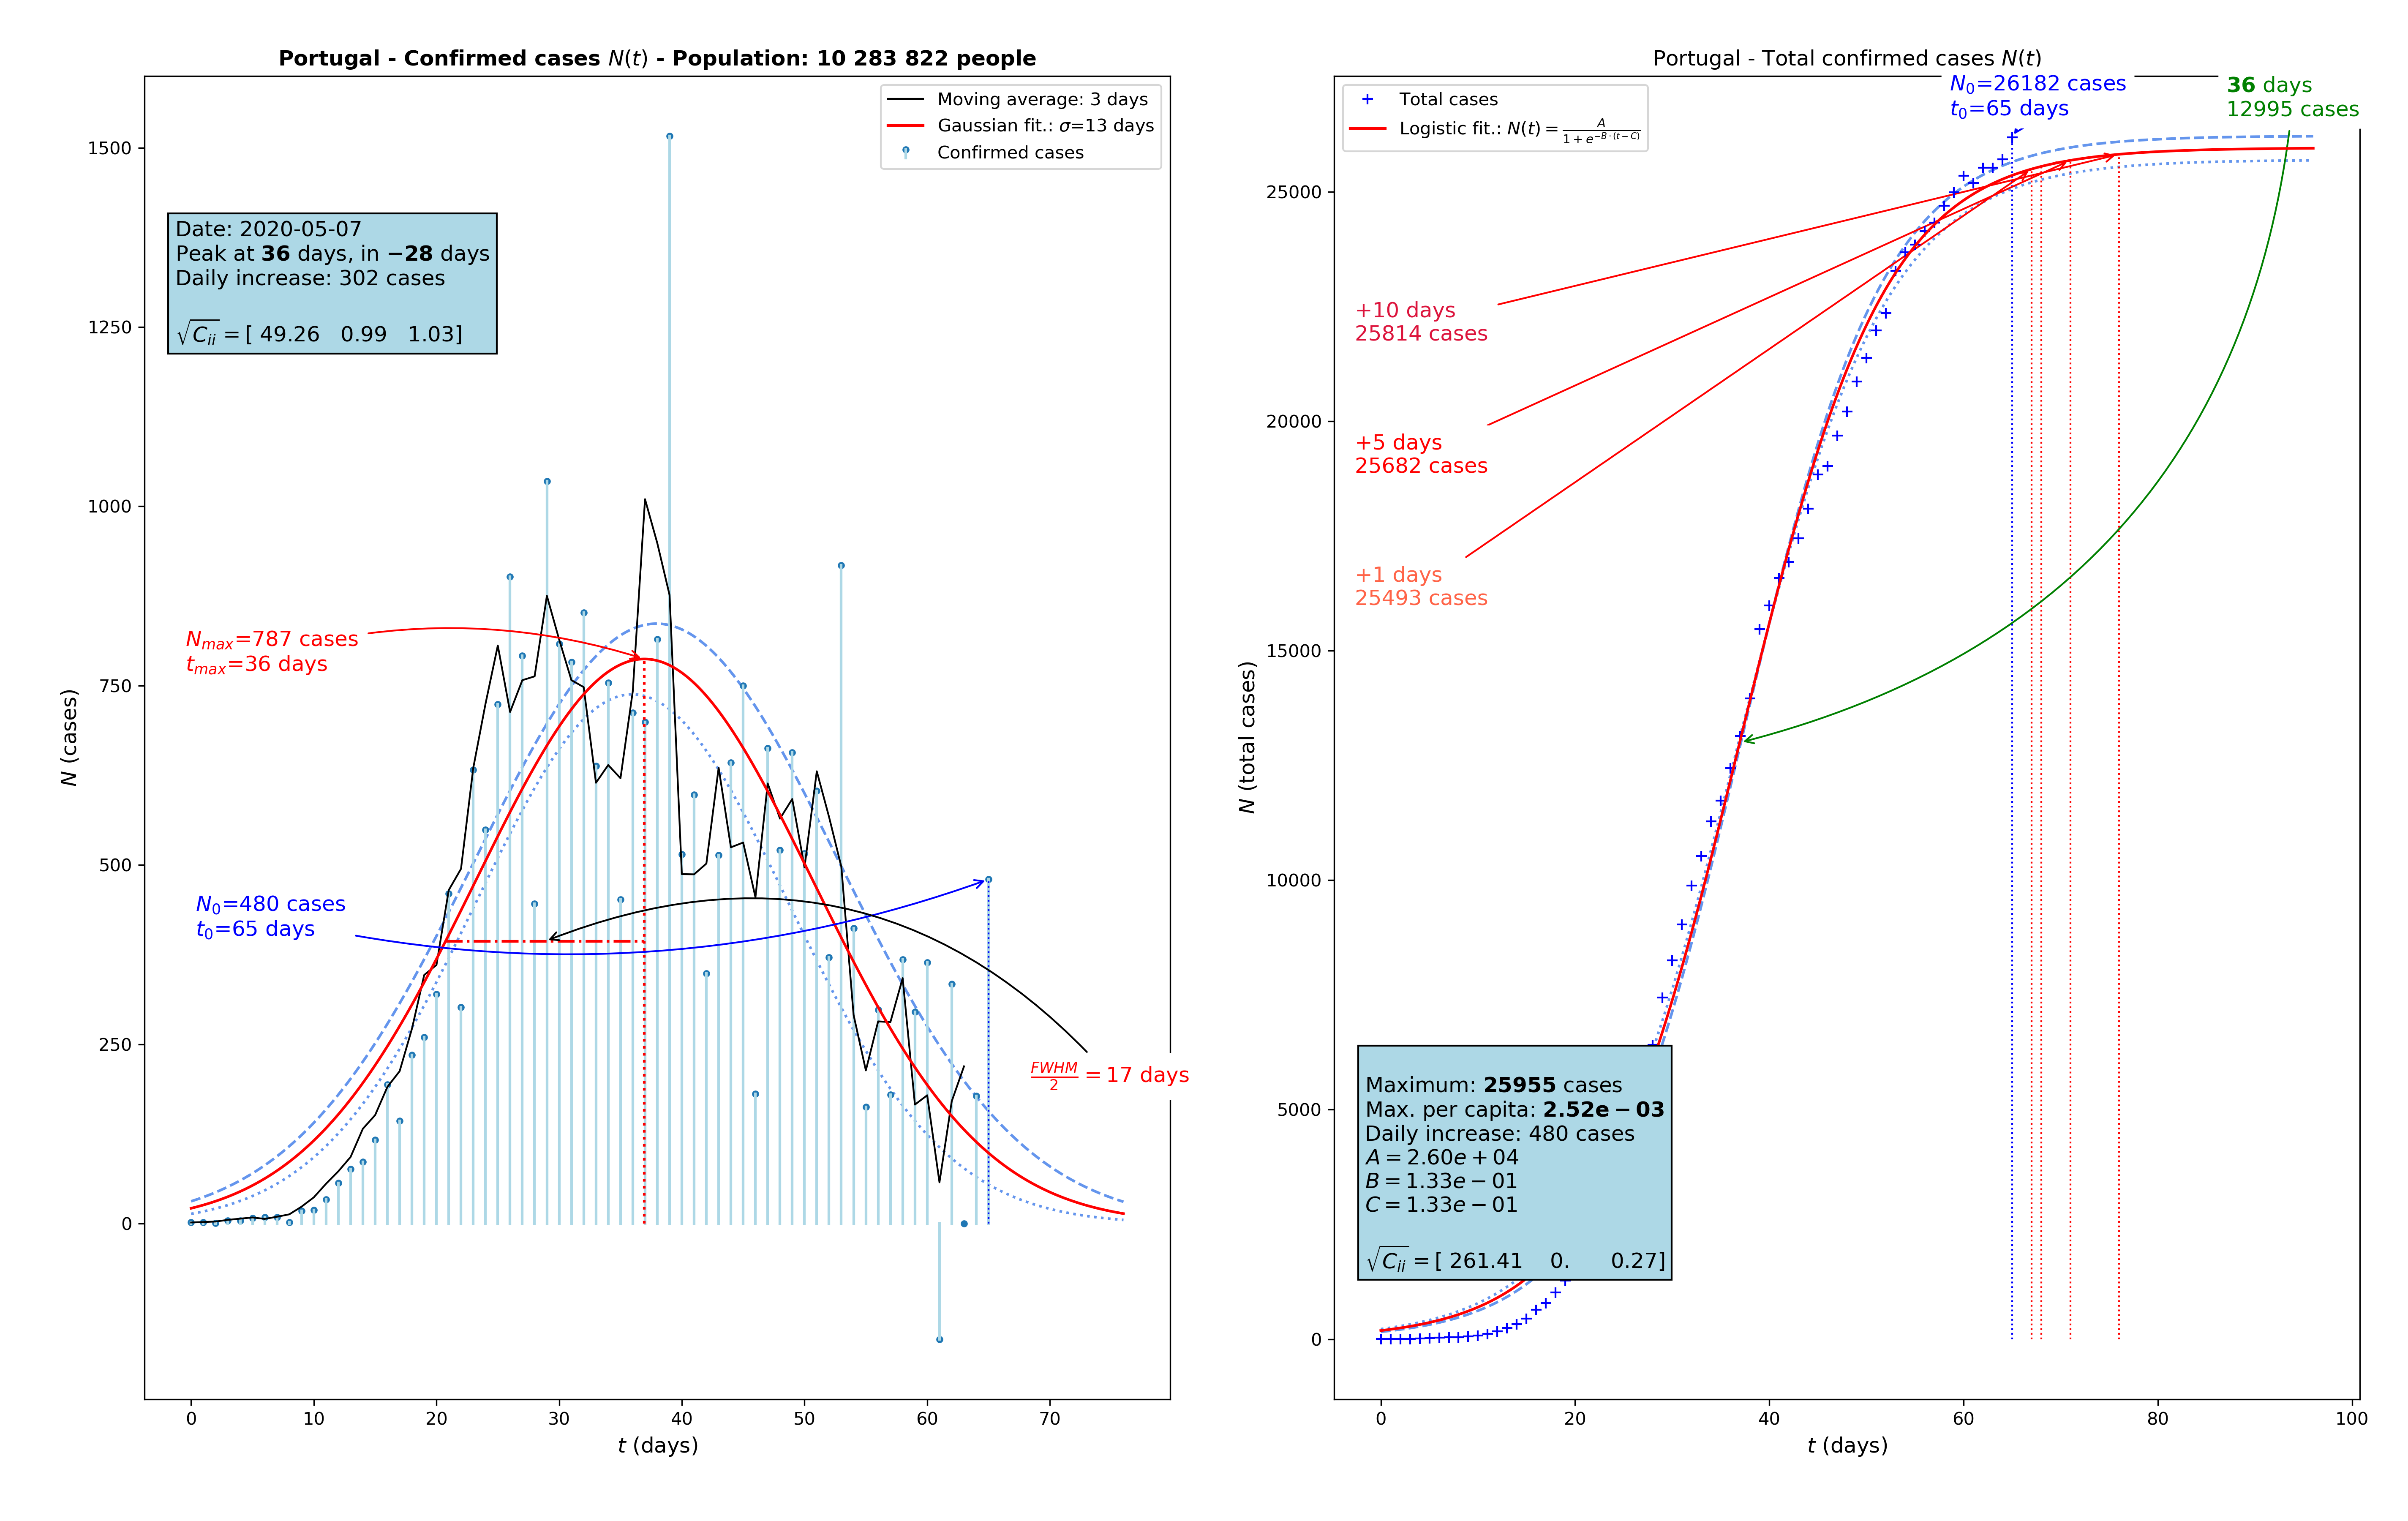 Portugal - Confirmed cases N(t) - Population: 10 283 822 people
Moving average: 3 days
Gaussian fit.: σ=13 days
Confirmed cases
Date: 2020-05-07
Peak at 36 days, in −28 days
Daily increase: 302 cases
√C_ii = [ 49.26 0.99 1.03]
N_max=787 cases
t_max=36 days
N_0=480 cases
t_0=65 days
FWHM/2 = 17 days
N (cases)
1500
1250
1000
750
500
250
0
0 10 20 30 40 50 60 70
t (days)
Portugal - Total confirmed cases N(t)
Total cases
Logistic fit.: N(t) = A/(1 + e^{−B·(t−C)})
N_0=26182 cases
t_0=65 days
36 days
12995 cases
+10 days
25814 cases
+5 days
25682 cases
+1 days
25493 cases
Maximum: 25955 cases
Max. per capita: 2.52e − 03
Daily increase: 480 cases
A = 2.60e + 04
B = 1.33e − 01
C = 1.33e − 01
√C_ii = [ 261.41 0. 0.27]
N (total cases)
25000
20000
15000
10000
5000
0
0 20 40 60 80 100
t (days)